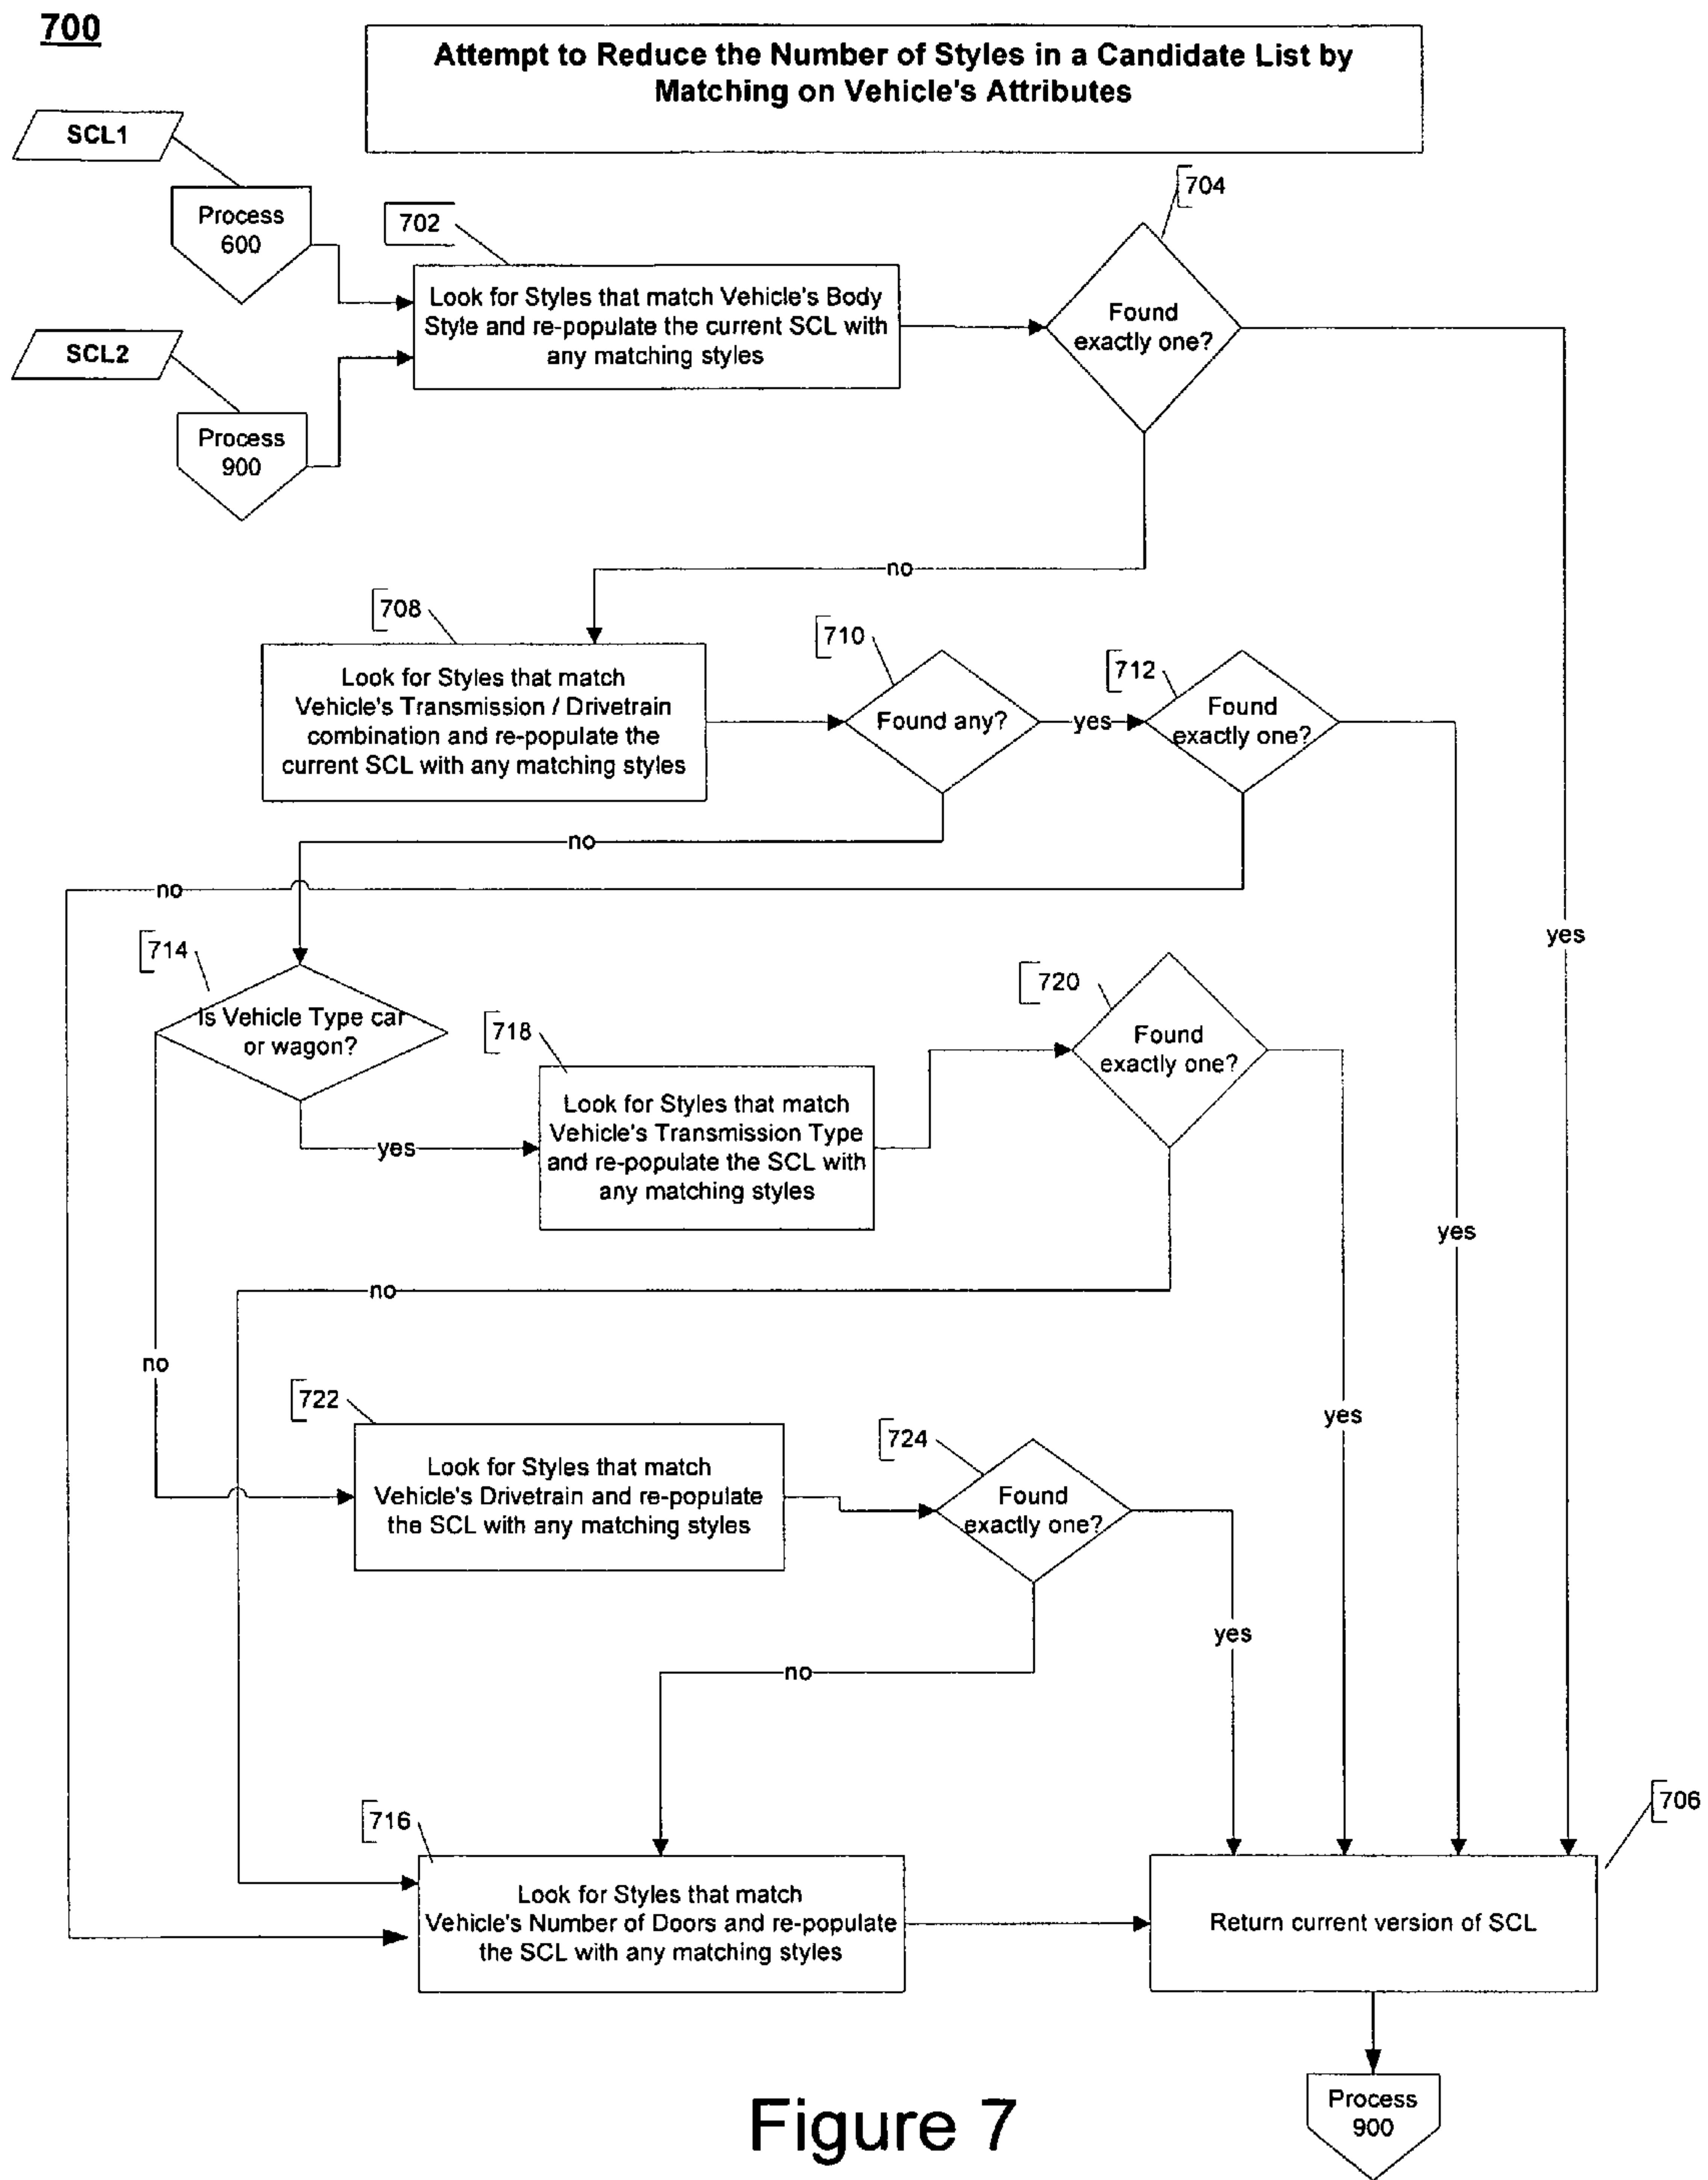 700
Attempt to Reduce the Number of Styles in a Candidate List by
Matching on Vehicle's Attributes
SCL1
Process
600
SCL2
Process
900
702
Look for Styles that match Vehicle's Body
Style and re-populate the current SCL with
any matching styles
704
Found
exactly one?
no
yes
708
Look for Styles that match
Vehicle's Transmission / Drivetrain
combination and re-populate the
current SCL with any matching styles
710
Found any?
yes
712
Found
exactly one?
no
no
yes
714
Is Vehicle Type car
or wagon?
yes
no
718
Look for Styles that match
Vehicle's Transmission Type
and re-populate the SCL with
any matching styles
720
Found
exactly one?
no
yes
722
Look for Styles that match
Vehicle's Drivetrain and re-populate
the SCL with any matching styles
724
Found
exactly one?
no
yes
716
Look for Styles that match
Vehicle's Number of Doors and re-populate
the SCL with any matching styles
706
Return current version of SCL
Process
900
Figure 7